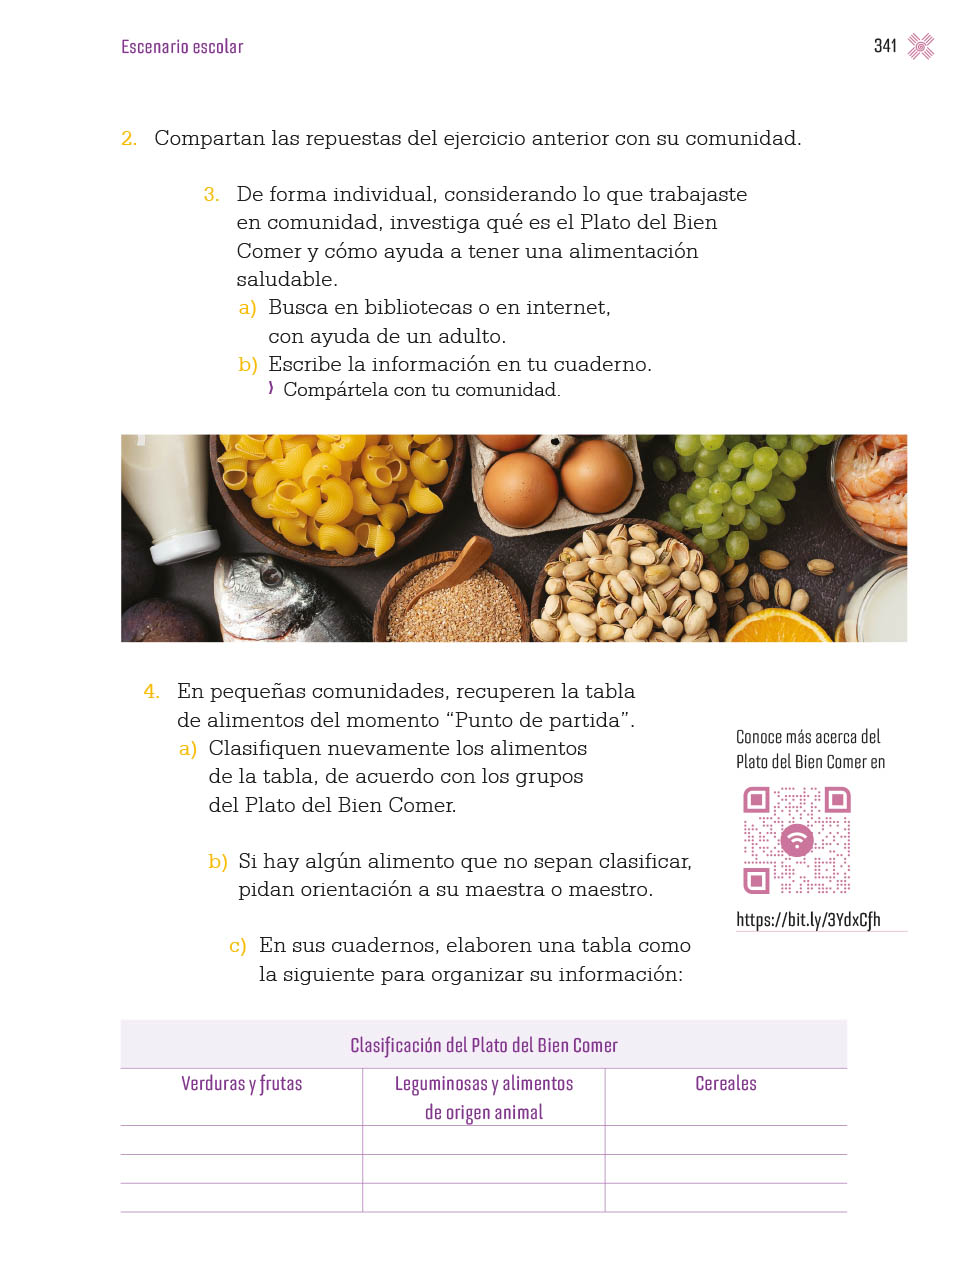 Escenario escolar
341
2. Compartan las repuestas del ejercicio anterior con su comunidad.
3. De forma individual, considerando lo que trabajaste
en comunidad, investiga qué es el Plato del Bien
Comer y cómo ayuda a tener una alimentación
saludable.
a) Busca en bibliotecas o en internet,
con ayuda de un adulto.
b) Escribe la información en tu cuaderno.
⟩ Compártela con tu comunidad.
4. En pequeñas comunidades, recuperen la tabla
de alimentos del momento “Punto de partida”.
a) Clasifiquen nuevamente los alimentos
de la tabla, de acuerdo con los grupos
del Plato del Bien Comer.
b) Si hay algún alimento que no sepan clasificar,
pidan orientación a su maestra o maestro.
c) En sus cuadernos, elaboren una tabla como
la siguiente para organizar su información:
Conoce más acerca del
Plato del Bien Comer en
https://bit.ly/3YdxCfh
Clasificación del Plato del Bien Comer
Verduras y frutas
Leguminosas y alimentos
de origen animal
Cereales